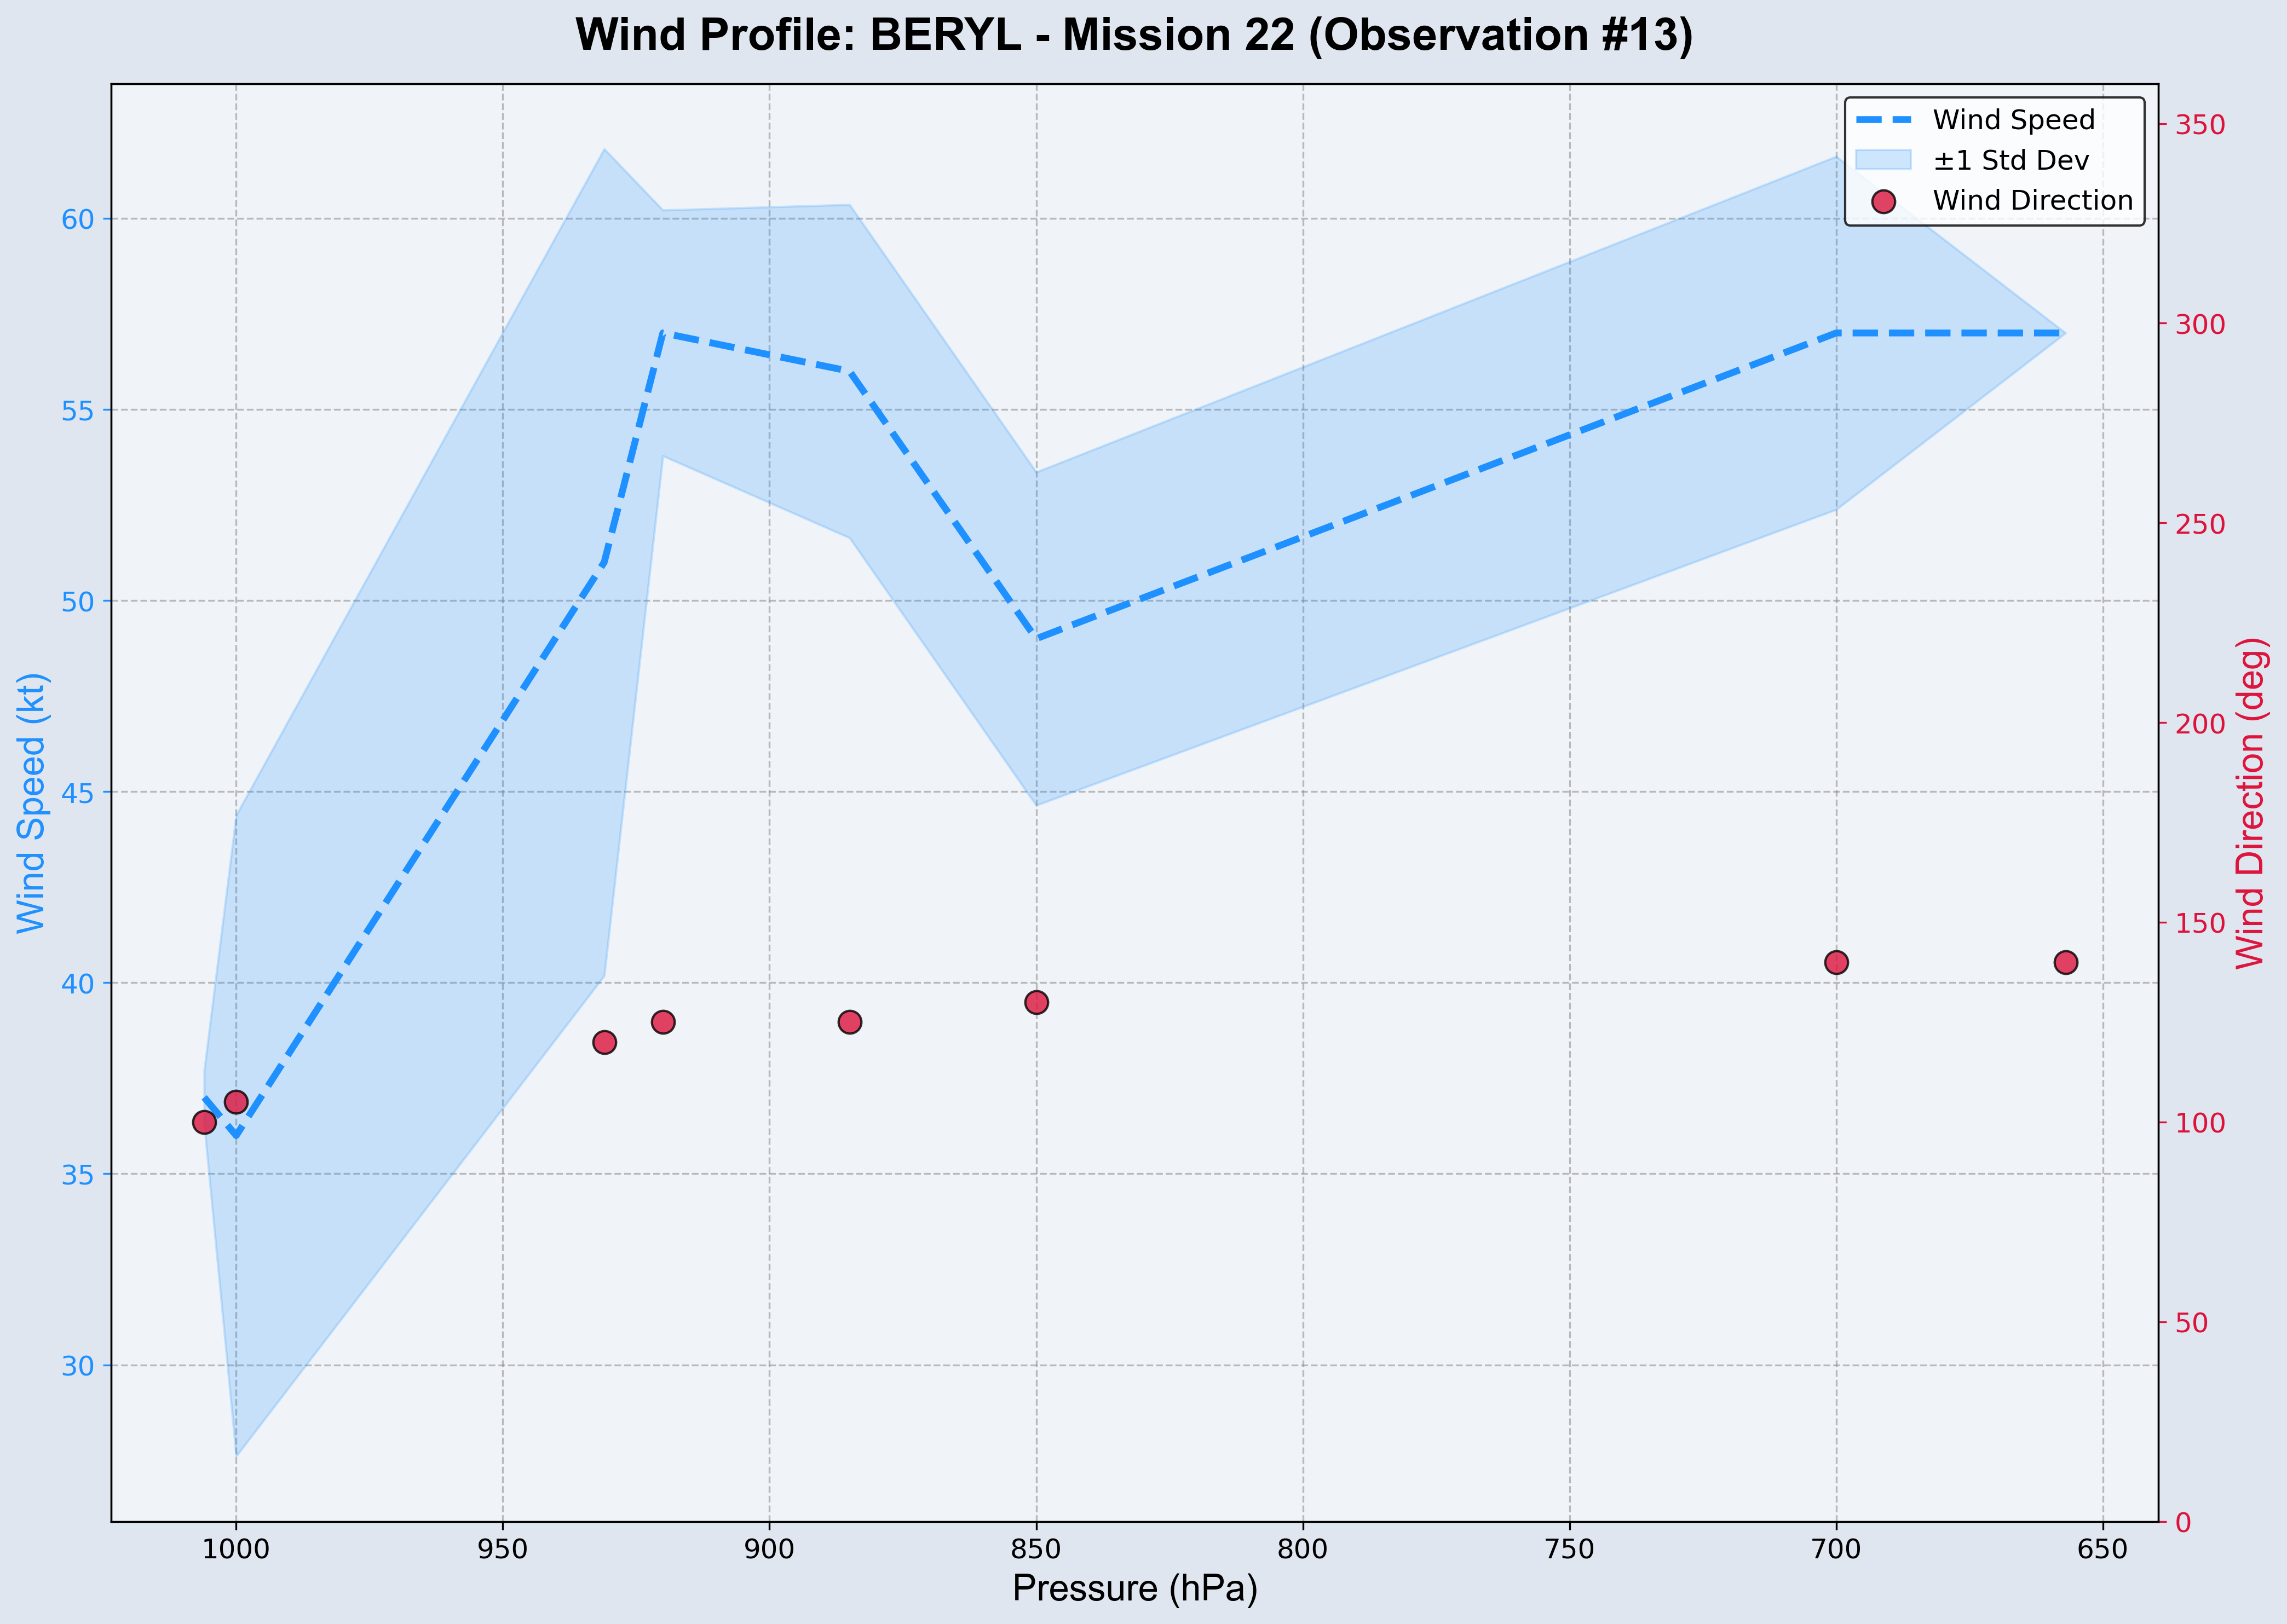 Wind Profile: BERYL - Mission 22 (Observation #13)
Wind Speed
±1 Std Dev
Wind Direction
60
55
50
45
40
35
30
Wind Speed (kt)
350
300
250
200
150
100
50
0
Wind Direction (deg)
1000 950 900 850 800 750 700 650
Pressure (hPa)